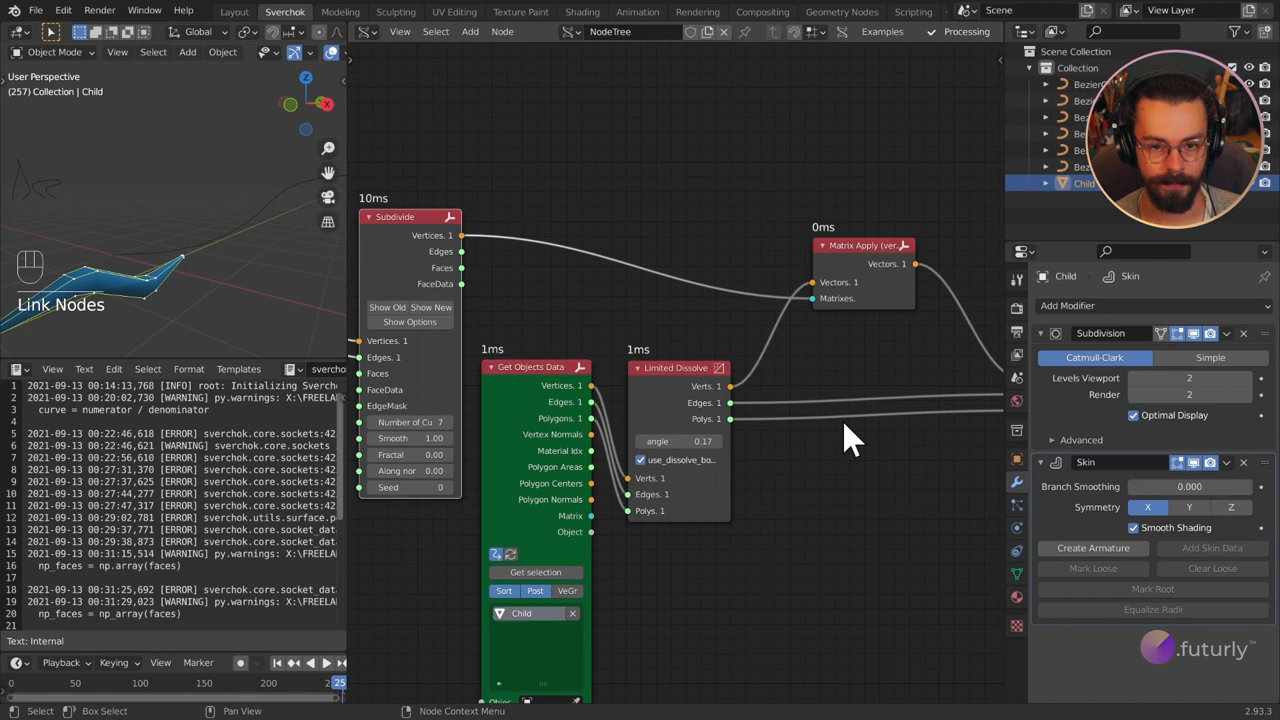 File Edit Render Window Help
Layout Sverchok Modeling Sculpting UV Editing Texture Paint Shading Animation Rendering Compositing Geometry Nodes Scripting
Scene View Layer
Global
View Select Add Node NodeTree Examples Processing
Object Mode View Select Add Object
User Perspective
(257) Collection | Child
Z
X
Link Nodes
Scene Collection
Collection
BezierC
Bezi
Bezi
Bezi
Bezi
Bezi
Child
10ms
Subdivide
Vertices. 1
Edges
Faces
FaceData
Show Old Show New
Show Options
Vertices. 1
Edges. 1
Faces
FaceData
EdgeMask
Number of Cu 7
Smooth 1.00
Fractal 0.00
Along nor 0.00
Seed 0
1ms
Get Objects Data
Vertices. 1
Edges. 1
Polygons. 1
Vertex Normals
Material Idx
Polygon Areas
Polygon Centers
Polygon Normals
Matrix
Object
Get selection
Sort Post VeGr
Child
Objec
1ms
Limited Dissolve
Verts. 1
Edges. 1
Polys. 1
angle 0.17
use_dissolve_bo...
Verts. 1
Edges. 1
Polys. 1
0ms
Matrix Apply (ver...
Vectors. 1
Vectors. 1
Matrixes.
Child Skin
Add Modifier
Subdivision
Catmull-Clark Simple
Levels Viewport 2
Render 2
Optimal Display
Advanced
Skin
Branch Smoothing 0.000
Symmetry X Y Z
Smooth Shading
Create Armature Add Skin Data
Mark Loose Clear Loose
Mark Root
Equalize Radii
.futurly™
View Text Edit Select Format Templates sverchok
1 2021-09-13 00:14:13,768 [INFO] root: Initializing Sverch
2 2021-09-13 00:20:02,730 [WARNING] py.warnings: X:\FREELA
3 curve = numerator / denominator
4
5 2021-09-13 00:22:46,618 [ERROR] sverchok.core.sockets:42
6 2021-09-13 00:22:56,610 [ERROR] sverchok.core.sockets:42
7 2021-09-13 00:27:31,370 [ERROR] sverchok.core.sockets:42
8 2021-09-13 00:27:44,277 [ERROR] sverchok.core.sockets:42
9 2021-09-13 00:27:47,317 [ERROR] sverchok.core.sockets:42
10 2021-09-13 00:28:21,248 [ERROR] sverchok.core.sockets:42
11 2021-09-13 00:29:02,781 [ERROR] sverchok.utils.surface.p
12 2021-09-13 00:29:37,771 [ERROR] sverchok.core.socket_dat
13 2021-09-13 00:29:38,873 [ERROR] sverchok.core.socket_dat
14 2021-09-13 00:31:15,514 [ERROR] sverchok.core.socket_dat
15 2021-09-13 00:31:15,553 [WARNING] py.warnings: X:\FREELAN
16 np_faces = np.array(faces)
17
18 2021-09-13 00:31:25,692 [ERROR] sverchok.core.socket_dat
19 2021-09-13 00:31:29,023 [WARNING] py.warnings: X:\FREELAN
20 np_faces = np_array(faces)
21
Text: Internal
Playback Keying View Marker
0 50 100 150 200 25
Select Box Select Pan View Node Context Menu 2.93.3